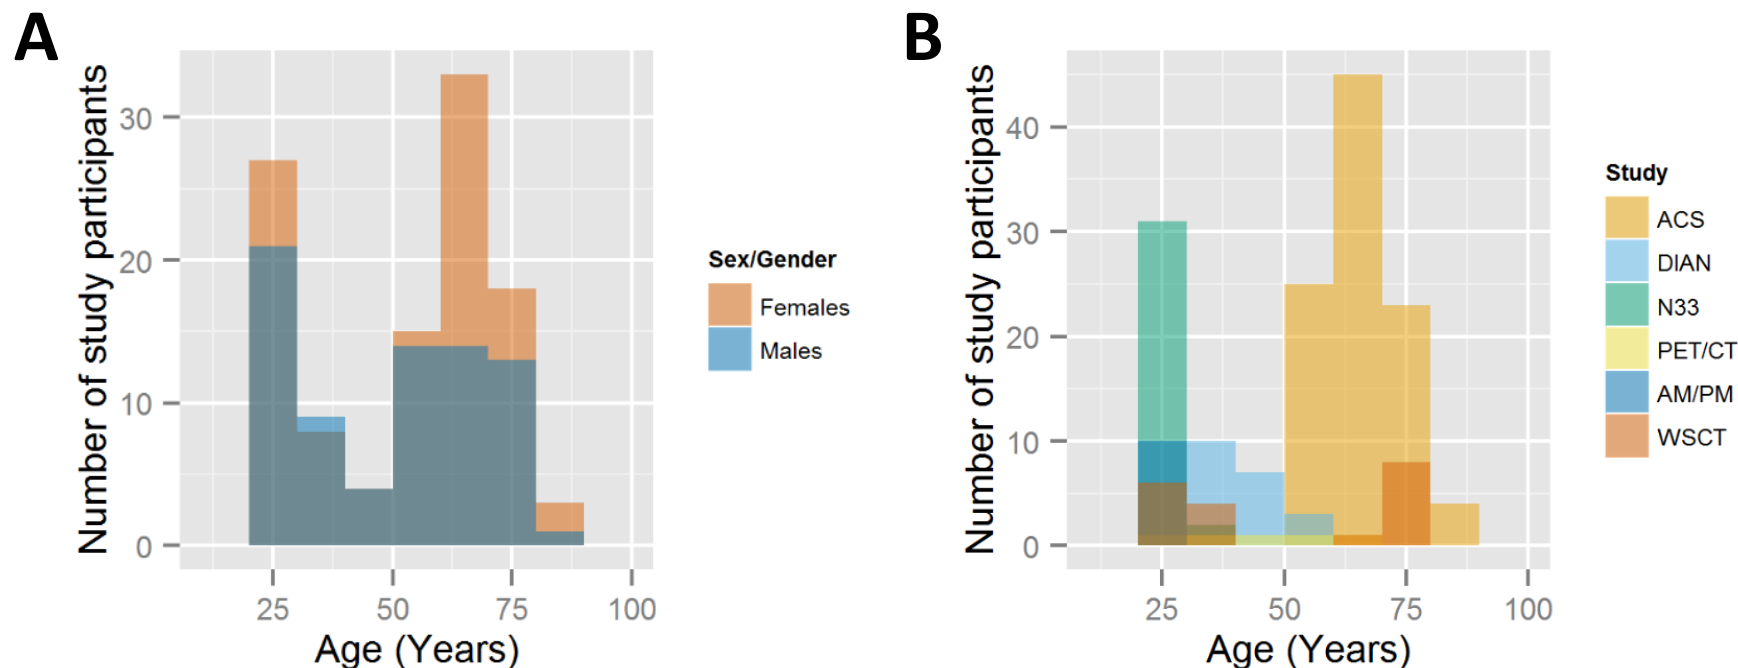 A
Number of study participants
30
20
10
0
25 50 75 100
Age (Years)
Sex/Gender
Females
Males
B
Number of study participants
40
30
20
10
0
25 50 75 100
Age (Years)
Study
ACS
DIAN
N33
PET/CT
AM/PM
WSCT